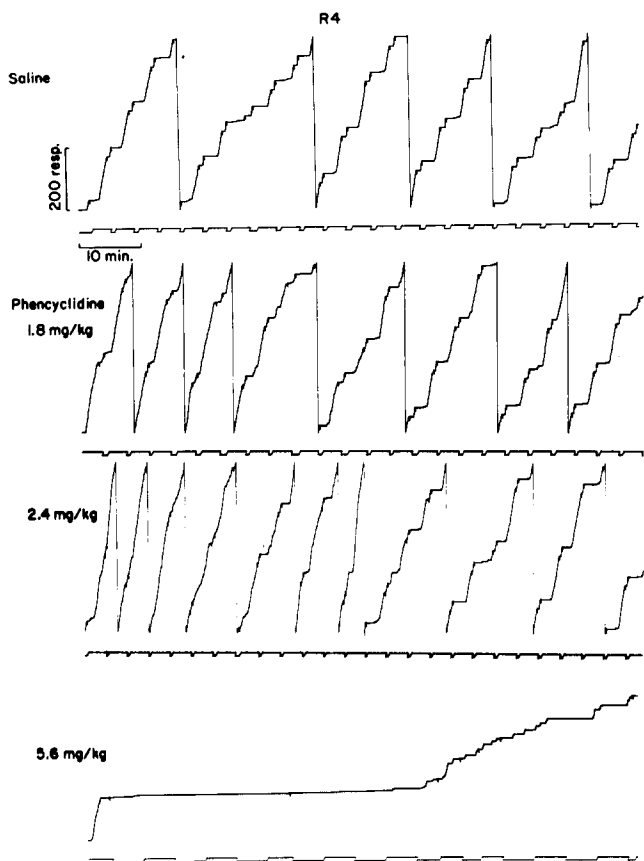 R4
Saline
200 resp.
10 min.
Phencyclidine
1.8 mg/kg
2.4 mg/kg
5.6 mg/kg